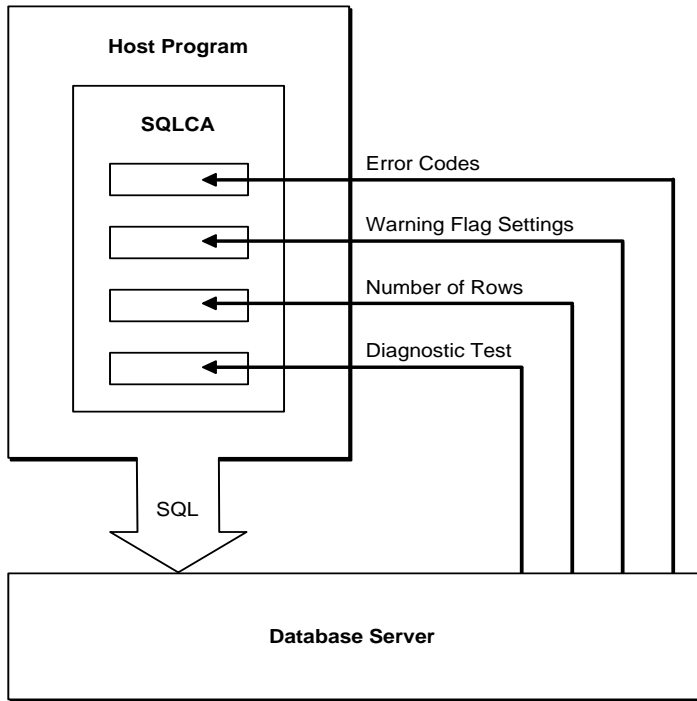 Host Program
SQLCA
Error Codes
Warning Flag Settings
Number of Rows
Diagnostic Test
SQL
Database Server